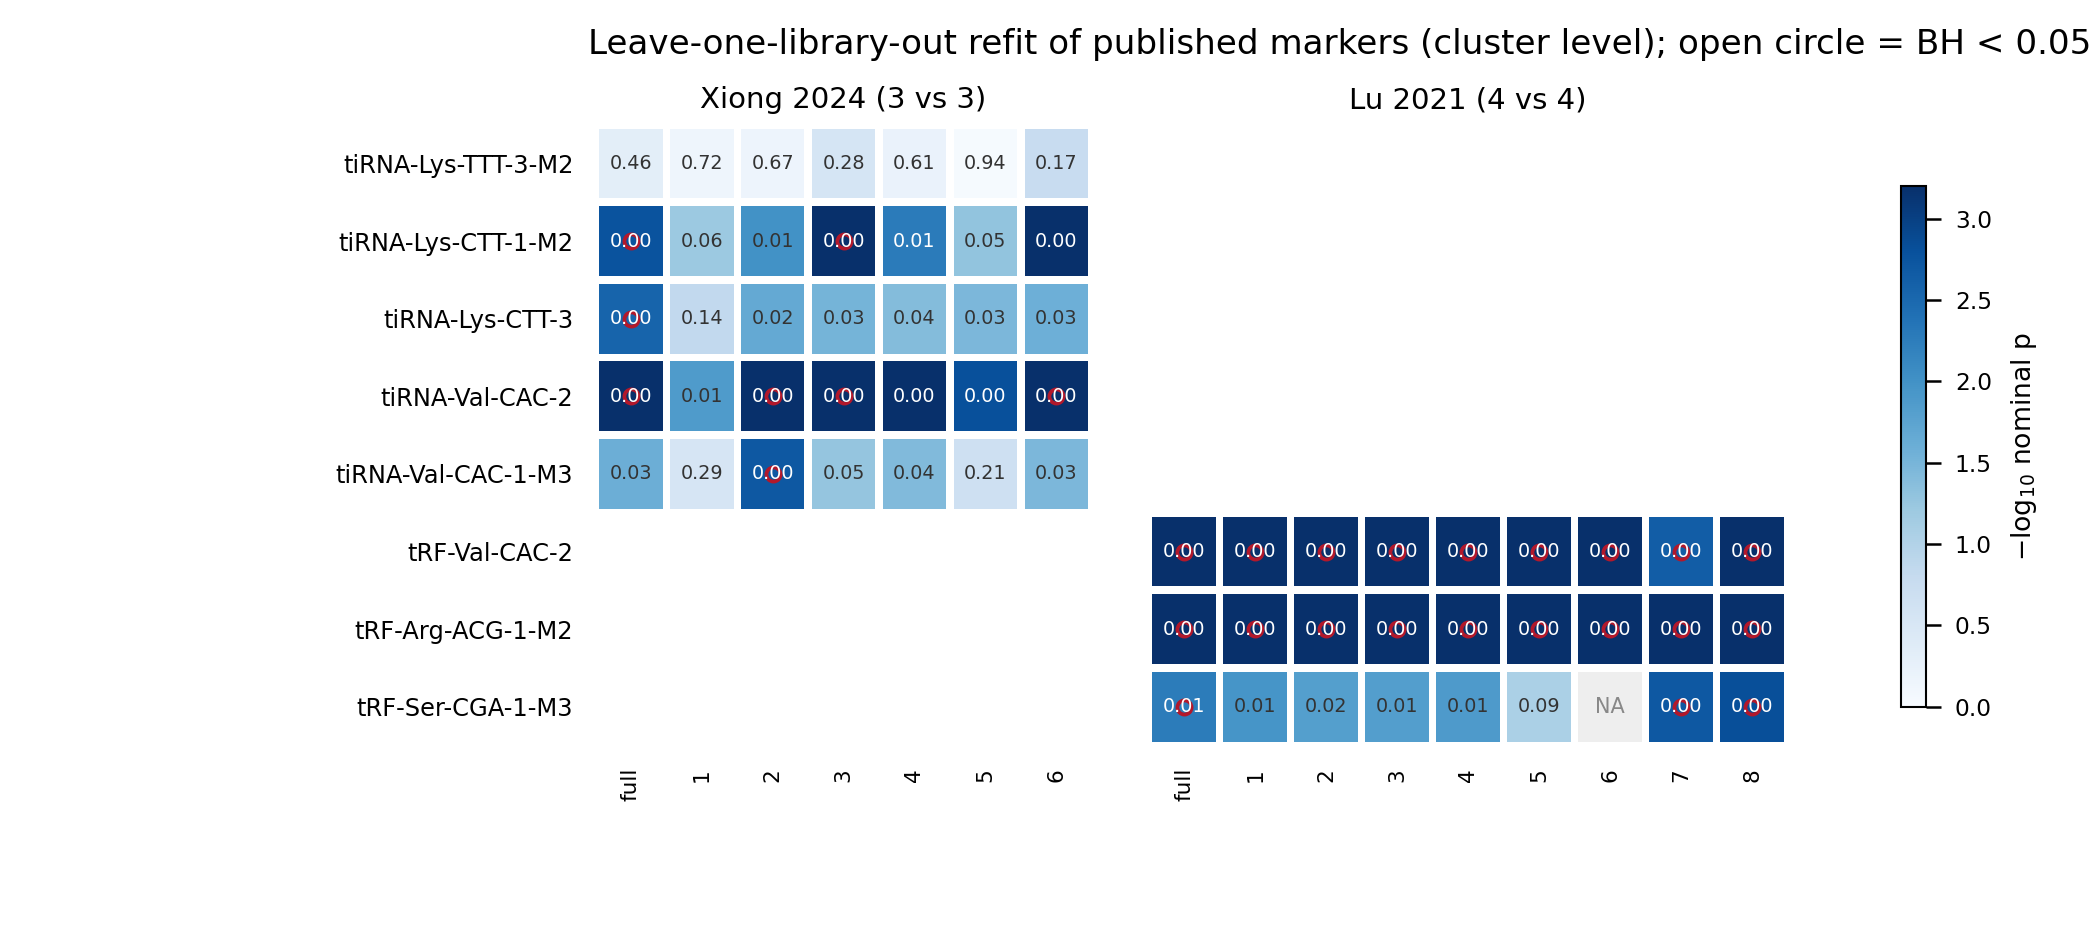 Leave-one-library-out refit of published markers (cluster level); open circle = BH < 0.05
Xiong 2024 (3 vs 3)
Lu 2021 (4 vs 4)
tiRNA-Lys-TTT-3-M2 0.46 0.72 0.67 0.28 0.61 0.94 0.17
tiRNA-Lys-CTT-1-M2 0.00 0.06 0.01 0.00 0.01 0.05 0.00
tiRNA-Lys-CTT-3 0.00 0.14 0.02 0.03 0.04 0.03 0.03
tiRNA-Val-CAC-2 0.00 0.01 0.00 0.00 0.00 0.00 0.00
tiRNA-Val-CAC-1-M3 0.03 0.29 0.00 0.05 0.04 0.21 0.03
tRF-Val-CAC-2 0.00 0.00 0.00 0.00 0.00 0.00 0.00 0.00 0.00
tRF-Arg-ACG-1-M2 0.00 0.00 0.00 0.00 0.00 0.00 0.00 0.00 0.00
tRF-Ser-CGA-1-M3 0.01 0.01 0.02 0.01 0.01 0.09 NA 0.00 0.00
full 1 2 3 4 5 6
full 1 2 3 4 5 6 7 8
3.0
2.5
2.0
1.5
1.0
0.5
0.0
−log₁₀ nominal p